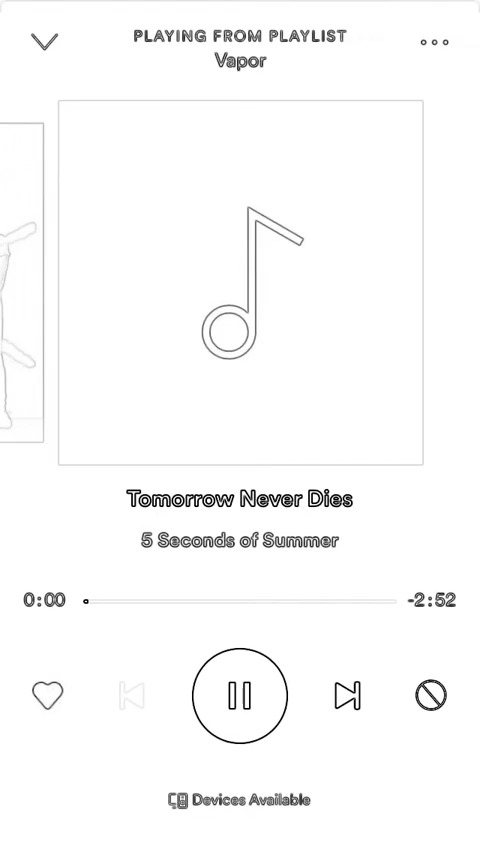 PLAYING FROM PLAYLIST
Vapor
Tomorrow Never Dies
5 Seconds of Summer
0:00
-2:52
Devices Available